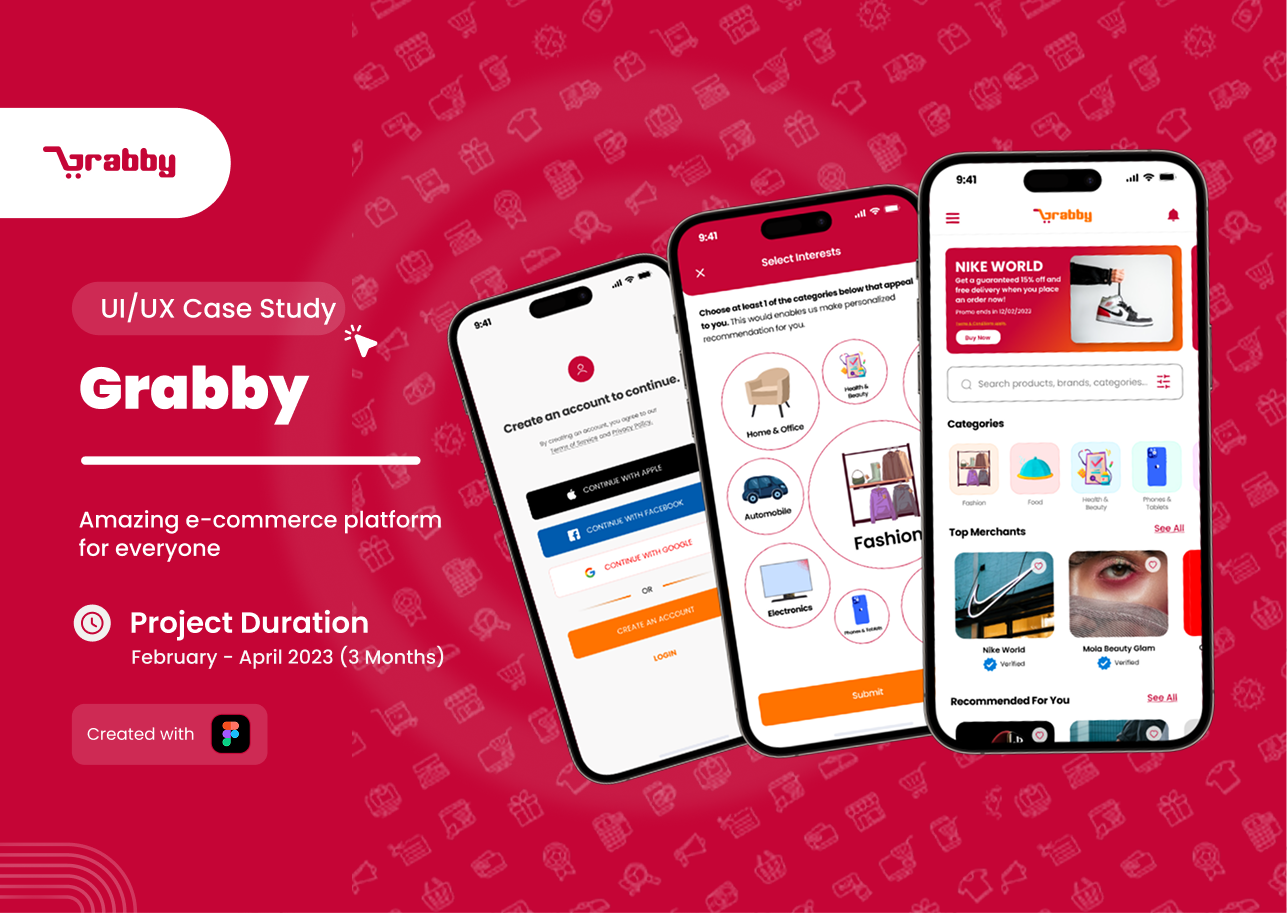 Grabby
UI/UX Case Study
Grabby
Amazing e-commerce platform
for everyone
Project Duration
February - April 2023 (3 Months)
Created with
9:41
Create an account to continue.
By creating an account, you agree to our
Terms of Service and Privacy Policy.
CONTINUE WITH APPLE
CONTINUE WITH FACEBOOK
CONTINUE WITH GOOGLE
OR
CREATE AN ACCOUNT
LOGIN
9:41
Select Interests
Choose at least 1 of the categories below that appeal
to you. This would enables us make personalized
recommendation for you.
Home & Office
Health &
Beauty
Automobile
Fashion
Electronics
Phones & Tablets
Submit
9:41
Grabby
NIKE WORLD
Get a guaranteed 15% off and
free delivery when you place
an order now!
Promo ends in 12/02/2022
Terms & Conditions apply
Buy Now
Search products, brands, categories...
Categories
Fashion
Food
Health &
Beauty
Phones &
Tablets
Top Merchants
See All
Nike World
Verified
Mola Beauty Glam
Verified
Recommended For You
See All